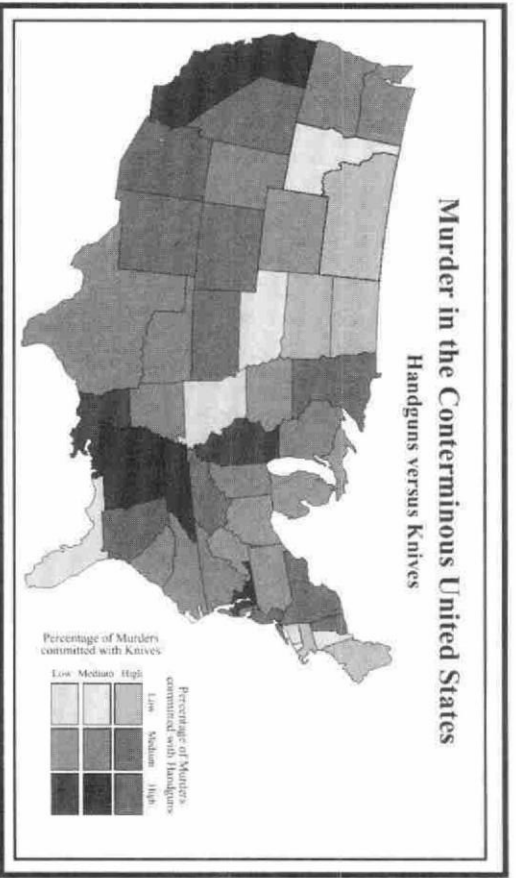 Murder in the Conterminous United States
Handguns versus Knives
Percentage of Murders
committed with Knives
Low Medium High
Percentage of Murders
committed with Handguns
Low
Medium
High